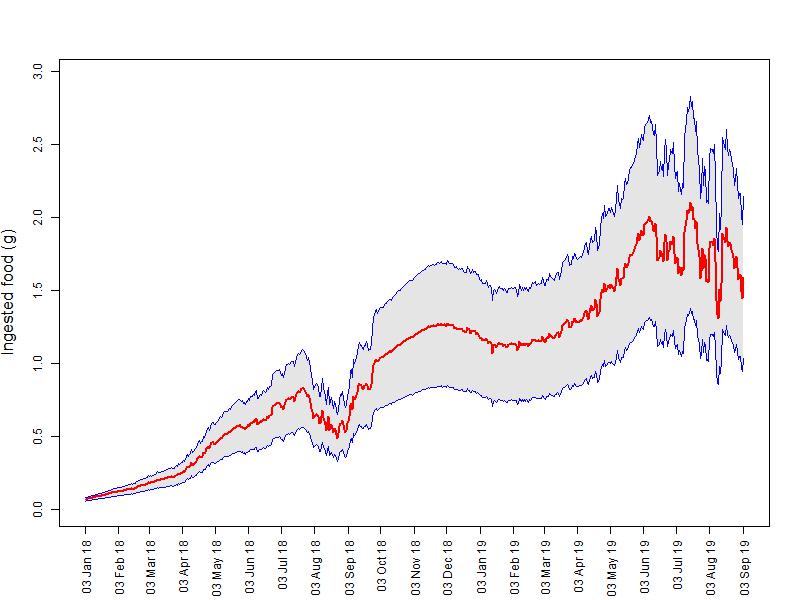 Ingested food (g)
3.0
2.5
2.0
1.5
1.0
0.5
0.0
03 Jan 18
03 Feb 18
03 Mar 18
03 Apr 18
03 May 18
03 Jun 18
03 Jul 18
03 Aug 18
03 Sep 18
03 Oct 18
03 Nov 18
03 Dec 18
03 Jan 19
03 Feb 19
03 Mar 19
03 Apr 19
03 May 19
03 Jun 19
03 Jul 19
03 Aug 19
03 Sep 19